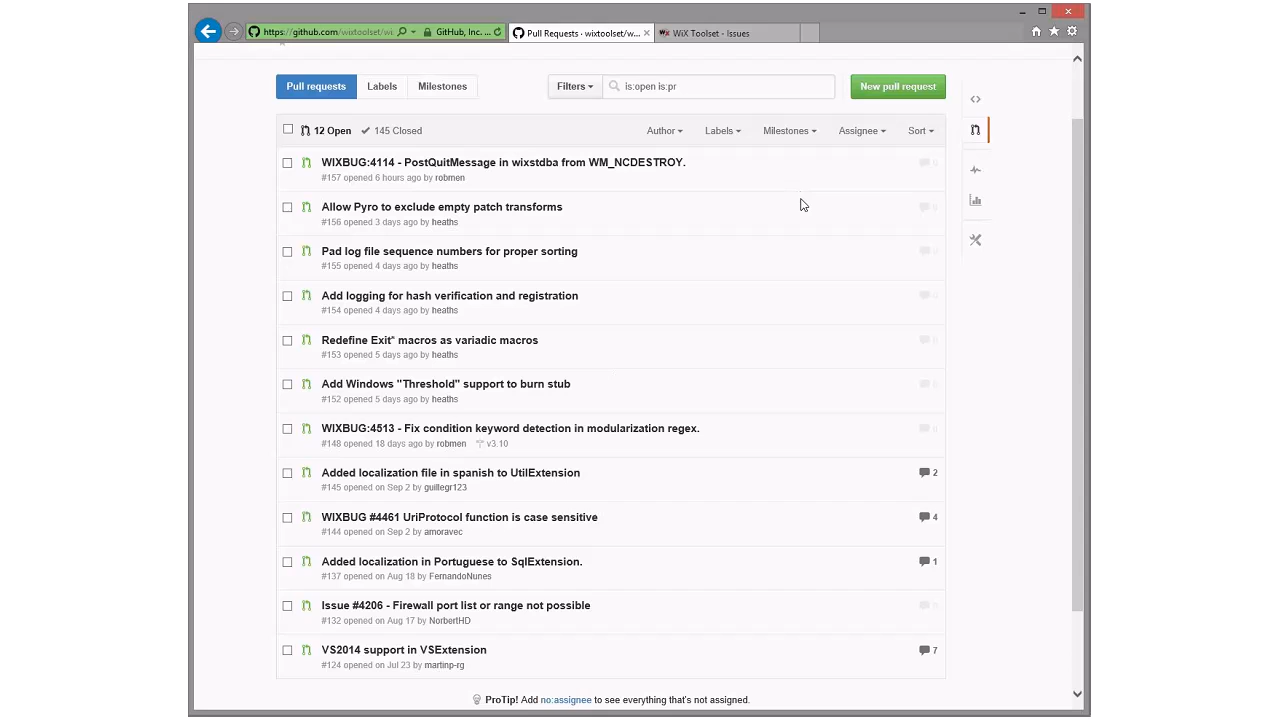 https://github.com/wixtoolset/wi
GitHub, Inc. ...
Pull Requests · wixtoolset/w...
WiX Toolset - Issues
Pull requests
Labels
Milestones
Filters
is:open is:pr
New pull request
12 Open
145 Closed
Author
Labels
Milestones
Assignee
Sort
WIXBUG:4114 - PostQuitMessage in wixstdba from WM_NCDESTROY.
0
#157 opened 6 hours ago by robmen
Allow Pyro to exclude empty patch transforms
0
#156 opened 3 days ago by heaths
Pad log file sequence numbers for proper sorting
0
#155 opened 4 days ago by heaths
Add logging for hash verification and registration
0
#154 opened 4 days ago by heaths
Redefine Exit* macros as variadic macros
0
#153 opened 5 days ago by heaths
Add Windows "Threshold" support to burn stub
0
#152 opened 5 days ago by heaths
WIXBUG:4513 - Fix condition keyword detection in modularization regex.
0
#148 opened 18 days ago by robmen v3.10
Added localization file in spanish to UtilExtension
2
#145 opened on Sep 2 by guillegr123
WIXBUG #4461 UriProtocol function is case sensitive
4
#144 opened on Sep 2 by amoravec
Added localization in Portuguese to SqlExtension.
1
#137 opened on Aug 18 by FernandoNunes
Issue #4206 - Firewall port list or range not possible
0
#132 opened on Aug 17 by NorbertHD
VS2014 support in VSExtension
7
#124 opened on Jul 23 by martinp-rg
ProTip! Add no:assignee to see everything that's not assigned.